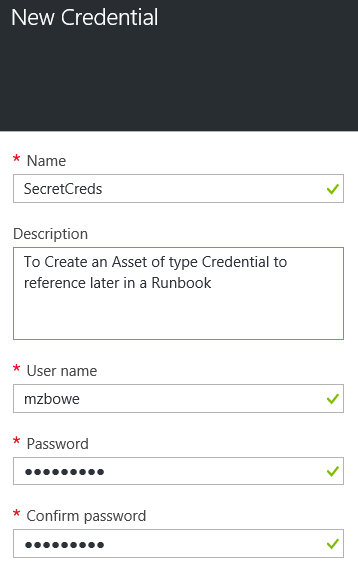 New Credential
* Name
SecretCreds
Description
To Create an Asset of type Credential to
reference later in a Runbook
* User name
mzbowe
* Password
●●●●●●●●●
* Confirm password
●●●●●●●●●